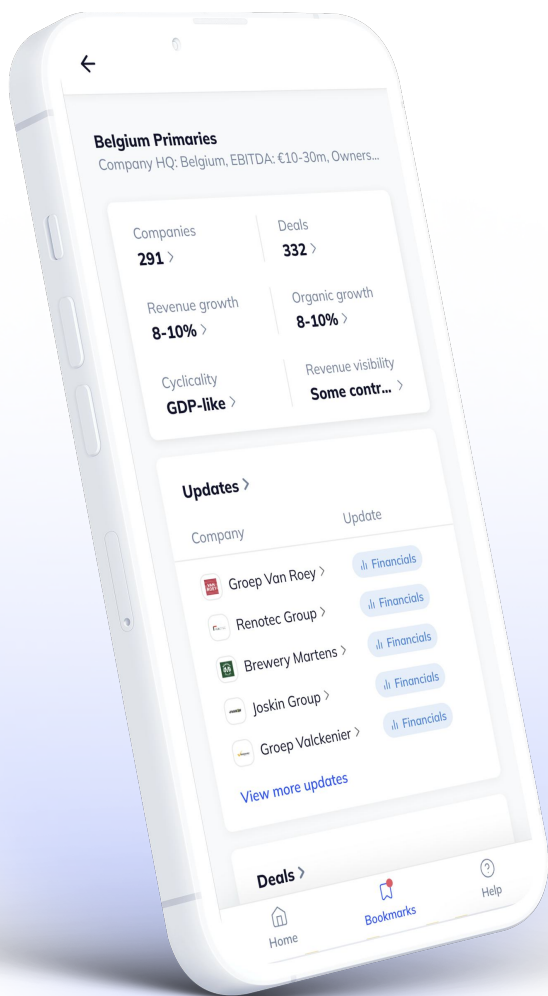 Belgium Primaries
Company HQ: Belgium, EBITDA: €10-30m, Owners...
Companies
Deals
291
332
Revenue growth
Organic growth
8-10%
8-10%
Cyclicality
Revenue visibility
GDP-like
Some contr...
Updates
Company
Update
Groep Van Roey
Financials
Renotec Group
Financials
Brewery Martens
Financials
Joskin Group
Financials
Groep Valckenier
Financials
View more updates
Deals
Home
Bookmarks
Help